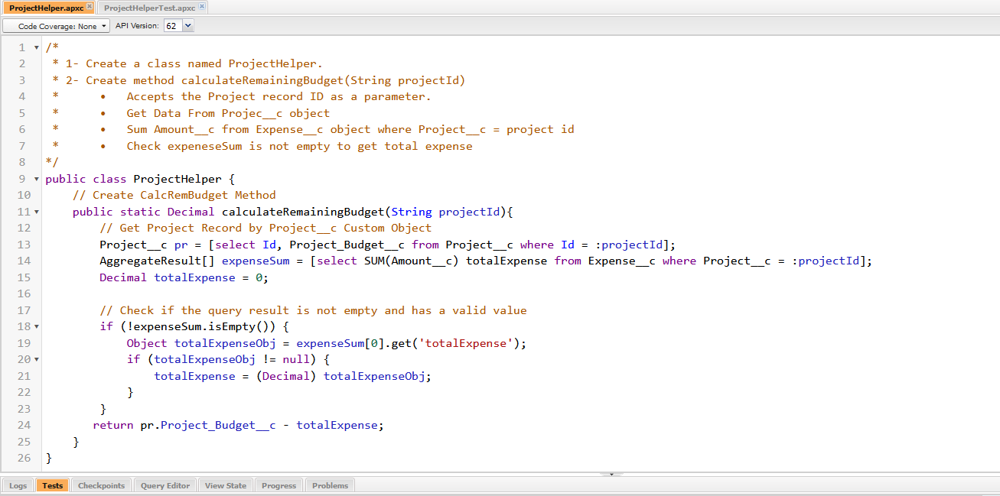 ProjectHelper.apxc ProjectHelperTest.apxc
Code Coverage: None API Version: 62
1 /*
2  * 1- Create a class named ProjectHelper.
3  * 2- Create method calculateRemainingBudget(String projectId)
4  *      •   Accepts the Project record ID as a parameter.
5  *      •   Get Data From Projec__c object
6  *      •   Sum Amount__c from Expense__c object where Project__c = project id
7  *      •   Check expeneseSum is not empty to get total expense
8 */
9 public class ProjectHelper {
10     // Create CalcRemBudget Method
11     public static Decimal calculateRemainingBudget(String projectId){
12         // Get Project Record by Project__c Custom Object
13         Project__c pr = [select Id, Project_Budget__c from Project__c where Id = :projectId];
14         AggregateResult[] expenseSum = [select SUM(Amount__c) totalExpense from Expense__c where Project__c = :projectId];
15         Decimal totalExpense = 0;
16
17         // Check if the query result is not empty and has a valid value
18         if (!expenseSum.isEmpty()) {
19             Object totalExpenseObj = expenseSum[0].get('totalExpense');
20             if (totalExpenseObj != null) {
21                 totalExpense = (Decimal) totalExpenseObj;
22             }
23         }
24        return pr.Project_Budget__c - totalExpense;
25     }
26 }
Logs Tests Checkpoints Query Editor View State Progress Problems